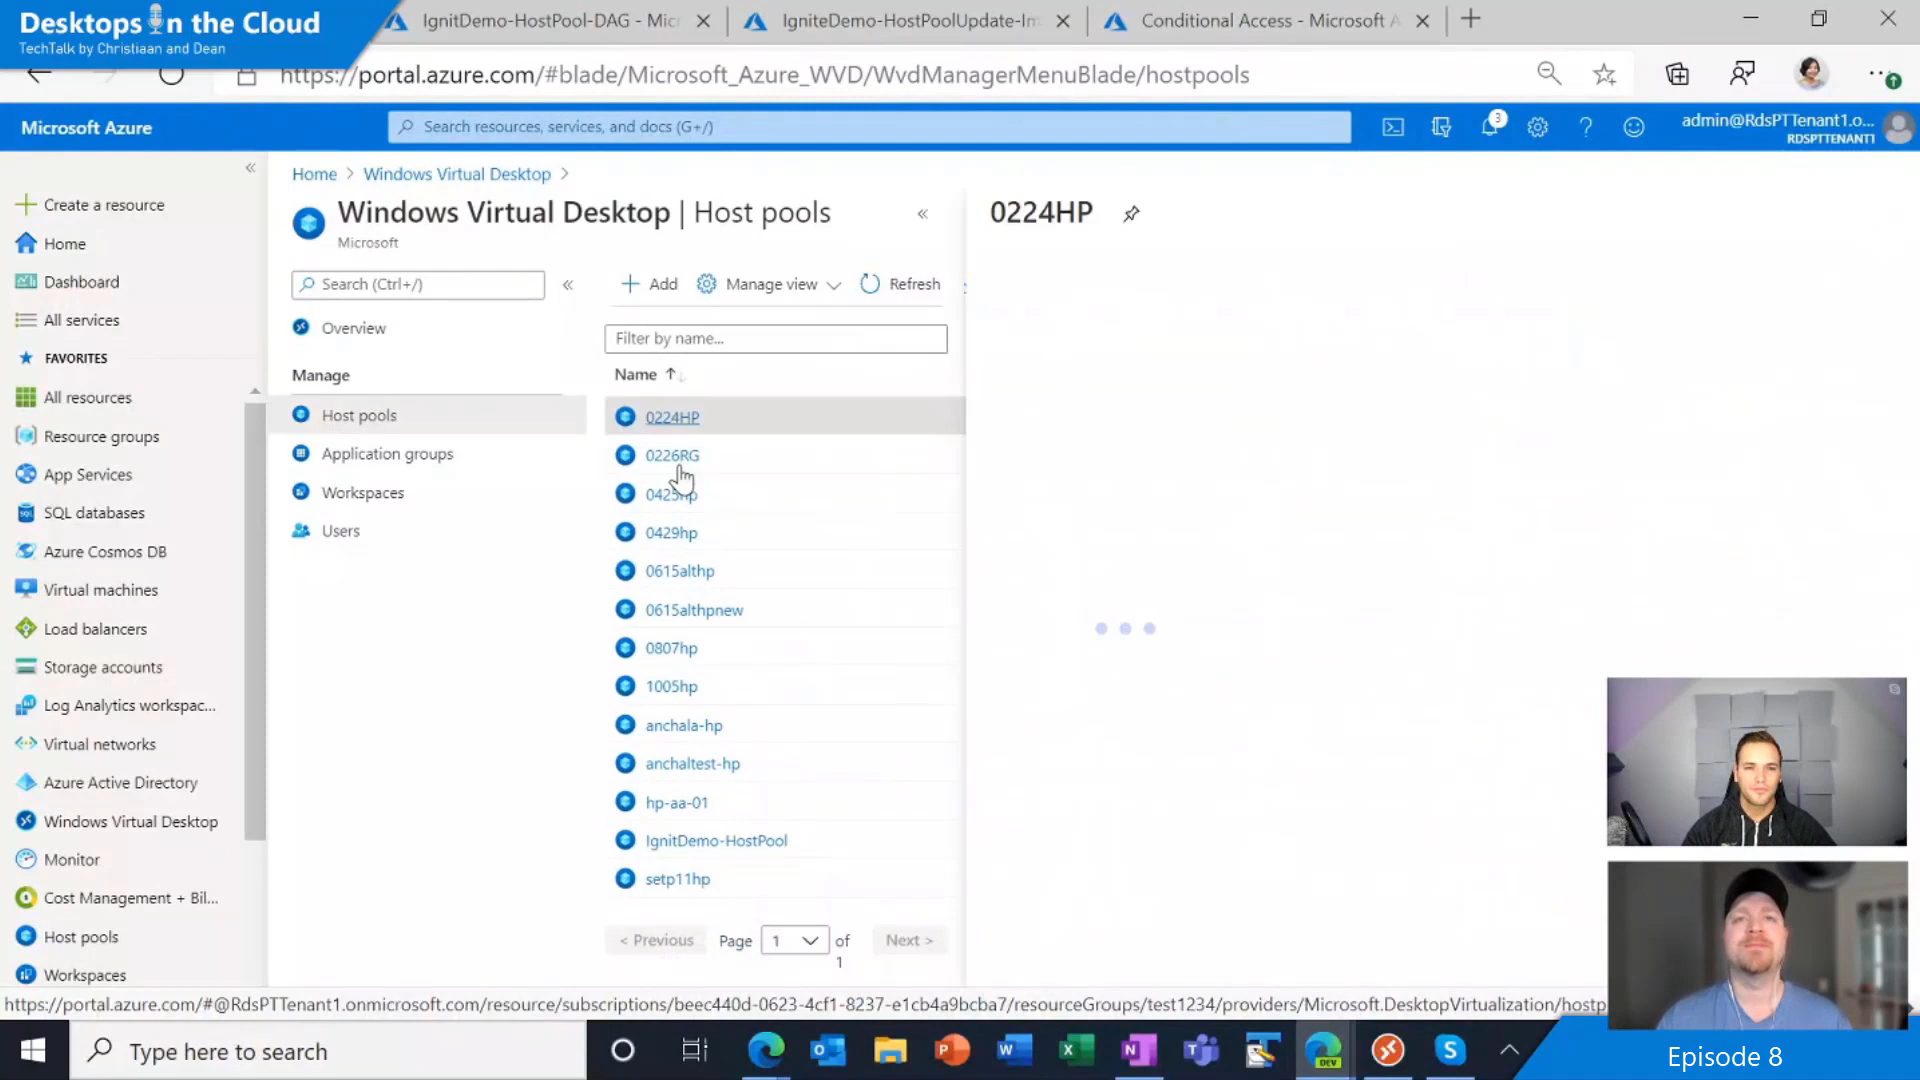 Desktops in the Cloud
TechTalk by Christiaan and Dean
IgnitDemo-HostPool-DAG - Micr
IgniteDemo-HostPoolUpdate-Im
Conditional Access - Microsoft A
https://portal.azure.com/#blade/Microsoft_Azure_WVD/WvdManagerMenuBlade/hostpools
Microsoft Azure
Search resources, services, and docs (G+/)
3
admin@RdsPTTenant1.o...
RDSPTTENANT1
Create a resource
Home
Dashboard
All services
FAVORITES
All resources
Resource groups
App Services
SQL databases
Azure Cosmos DB
Virtual machines
Load balancers
Storage accounts
Log Analytics workspac...
Virtual networks
Azure Active Directory
Windows Virtual Desktop
Monitor
Cost Management + Bil...
Host pools
Workspaces
Home > Windows Virtual Desktop >
Windows Virtual Desktop | Host pools
Microsoft
Search (Ctrl+/)
Overview
Manage
Host pools
Application groups
Workspaces
Users
Add
Manage view
Refresh
Filter by name...
Name
0224HP
0226RG
0425hp
0429hp
0615althp
0615althpnew
0807hp
1005hp
anchala-hp
anchaltest-hp
hp-aa-01
IgnitDemo-HostPool
setp11hp
< Previous
Page
1
of
1
Next >
0224HP
https://portal.azure.com/#@RdsPTTenant1.onmicrosoft.com/resource/subscriptions/beec440d-0623-4cf1-8237-e1cb4a9bcba7/resourceGroups/test1234/providers/Microsoft.DesktopVirtualization/hostp
Type here to search
DEV
Episode 8